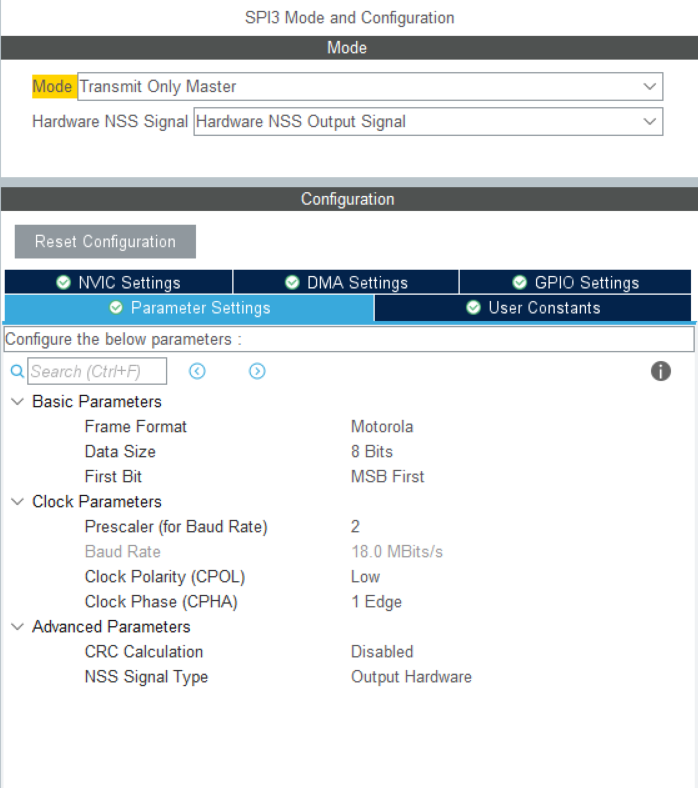 SPI3 Mode and Configuration
Mode
Mode Transmit Only Master
Hardware NSS Signal Hardware NSS Output Signal
Configuration
Reset Configuration
NVIC Settings DMA Settings GPIO Settings
Parameter Settings User Constants
Configure the below parameters :
Search (Ctrl+F)
Basic Parameters
Frame Format Motorola
Data Size 8 Bits
First Bit MSB First
Clock Parameters
Prescaler (for Baud Rate) 2
Baud Rate 18.0 MBits/s
Clock Polarity (CPOL) Low
Clock Phase (CPHA) 1 Edge
Advanced Parameters
CRC Calculation Disabled
NSS Signal Type Output Hardware